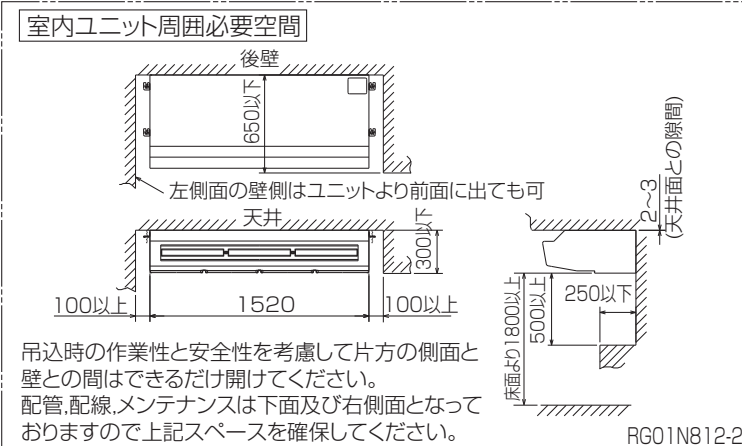 室内ユニット周囲必要空間
後壁
650以下
左側面の壁側はユニットより前面に出ても可
天井
300以下
2～3
(天井面との隙間)
100以上
1520
100以上
床面より1800以上
500以上
250以下
吊込時の作業性と安全性を考慮して片方の側面と
壁との間はできるだけ開けてください。
配管,配線,メンテナンスは下面及び右側面となって
おりますので上記スペースを確保してください。
RG01N812-2